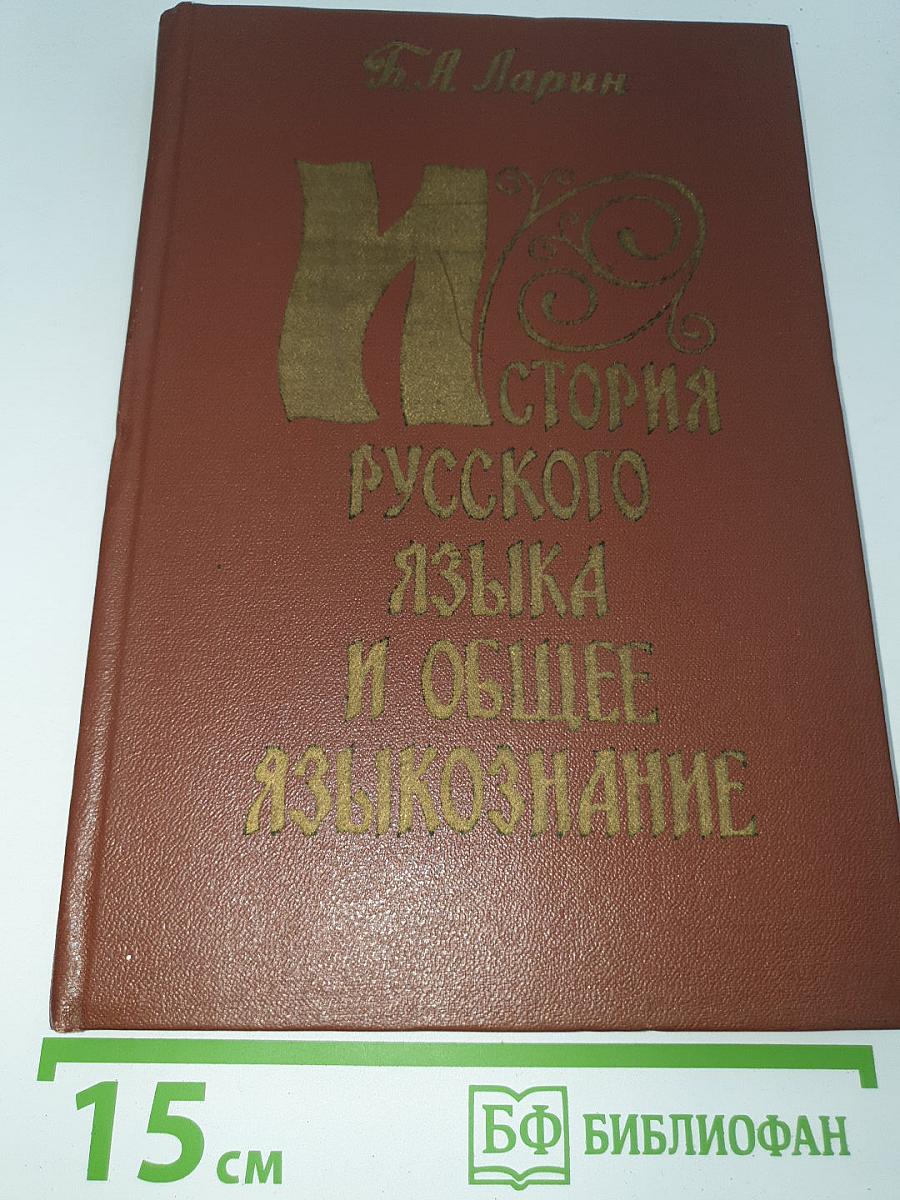 Б.А. Ларин
История
русского
языка
и общее
языкознание
15 см
БФ БИБЛИОФАН